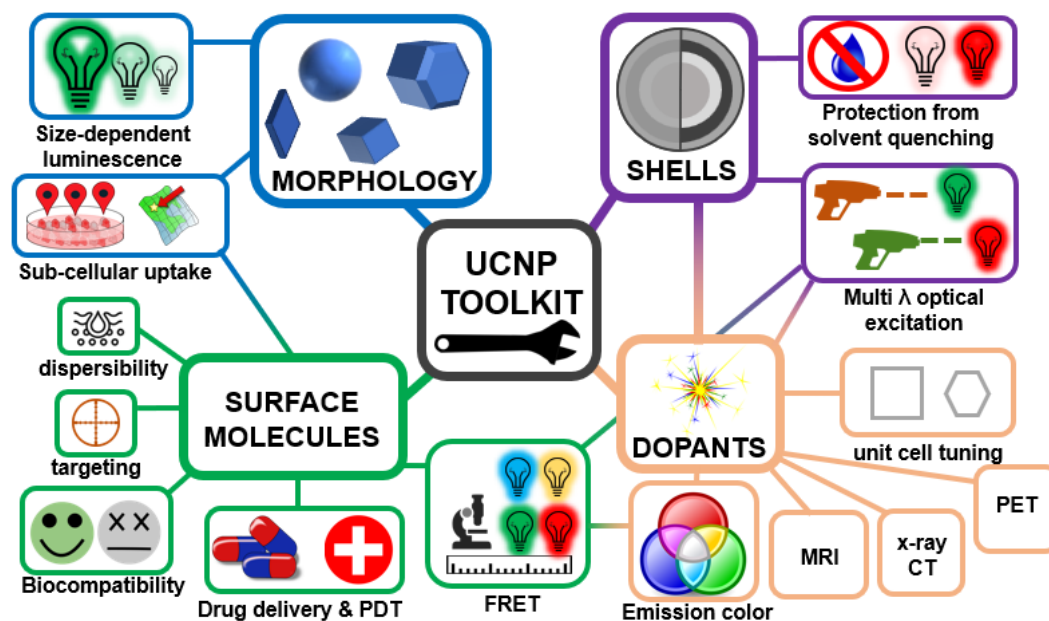 Size-dependent
luminescence
MORPHOLOGY
SHELLS
Protection from
solvent quenching
Sub-cellular uptake
UCNP
TOOLKIT
Multi λ optical
excitation
dispersibility
SURFACE
MOLECULES
DOPANTS
unit cell tuning
targeting
Biocompatibility
Drug delivery & PDT
FRET
Emission color
MRI
x-ray
CT
PET